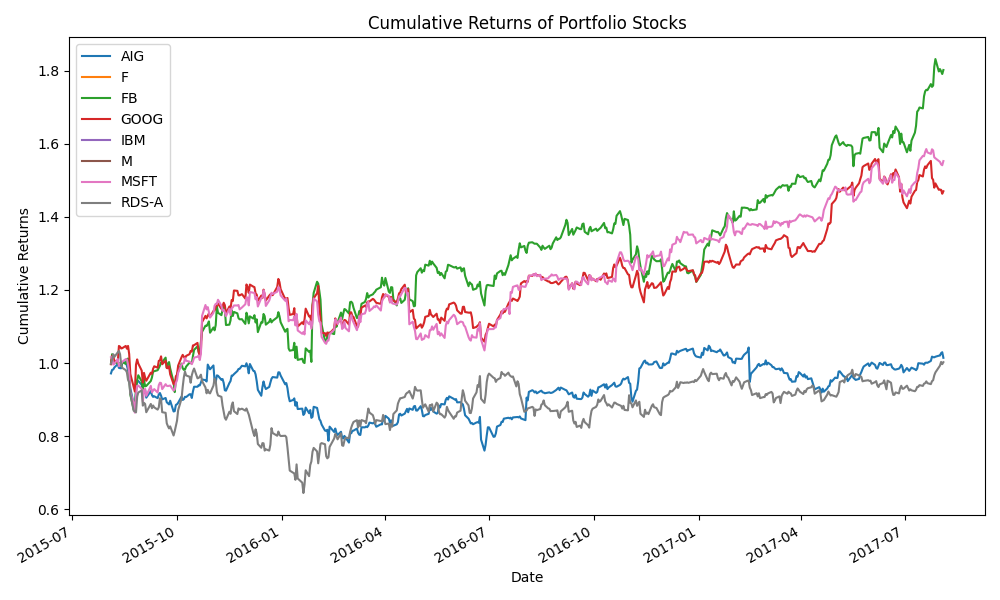 Cumulative Returns of Portfolio Stocks
AIG
F
FB
GOOG
IBM
M
MSFT
RDS-A
Cumulative Returns
1.8
1.6
1.4
1.2
1.0
0.8
0.6
2015-07
2015-10
2016-01
2016-04
2016-07
2016-10
2017-01
2017-04
2017-07
Date